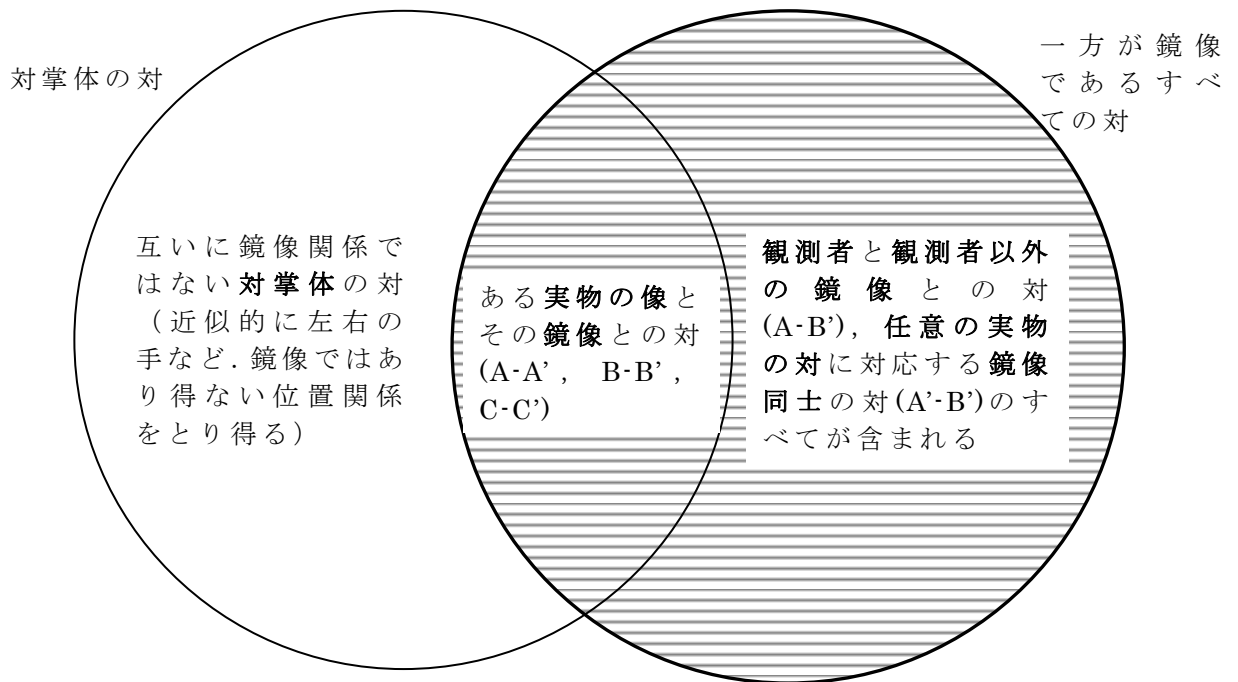 対掌体の対
一方が鏡像
であるすべ
ての対
互いに鏡像関係で
はない対掌体の対
(近似的に左右の
手など.鏡像ではあ
り得ない位置関係
をとり得る)
ある実物の像と
その鏡像との対
(A-A’, B-B’,
C-C’)
観測者と観測者以外
の鏡像との対
(A-B’), 任意の実物
の対に対応する鏡像
同士の対(A’-B’)のす
べてが含まれる